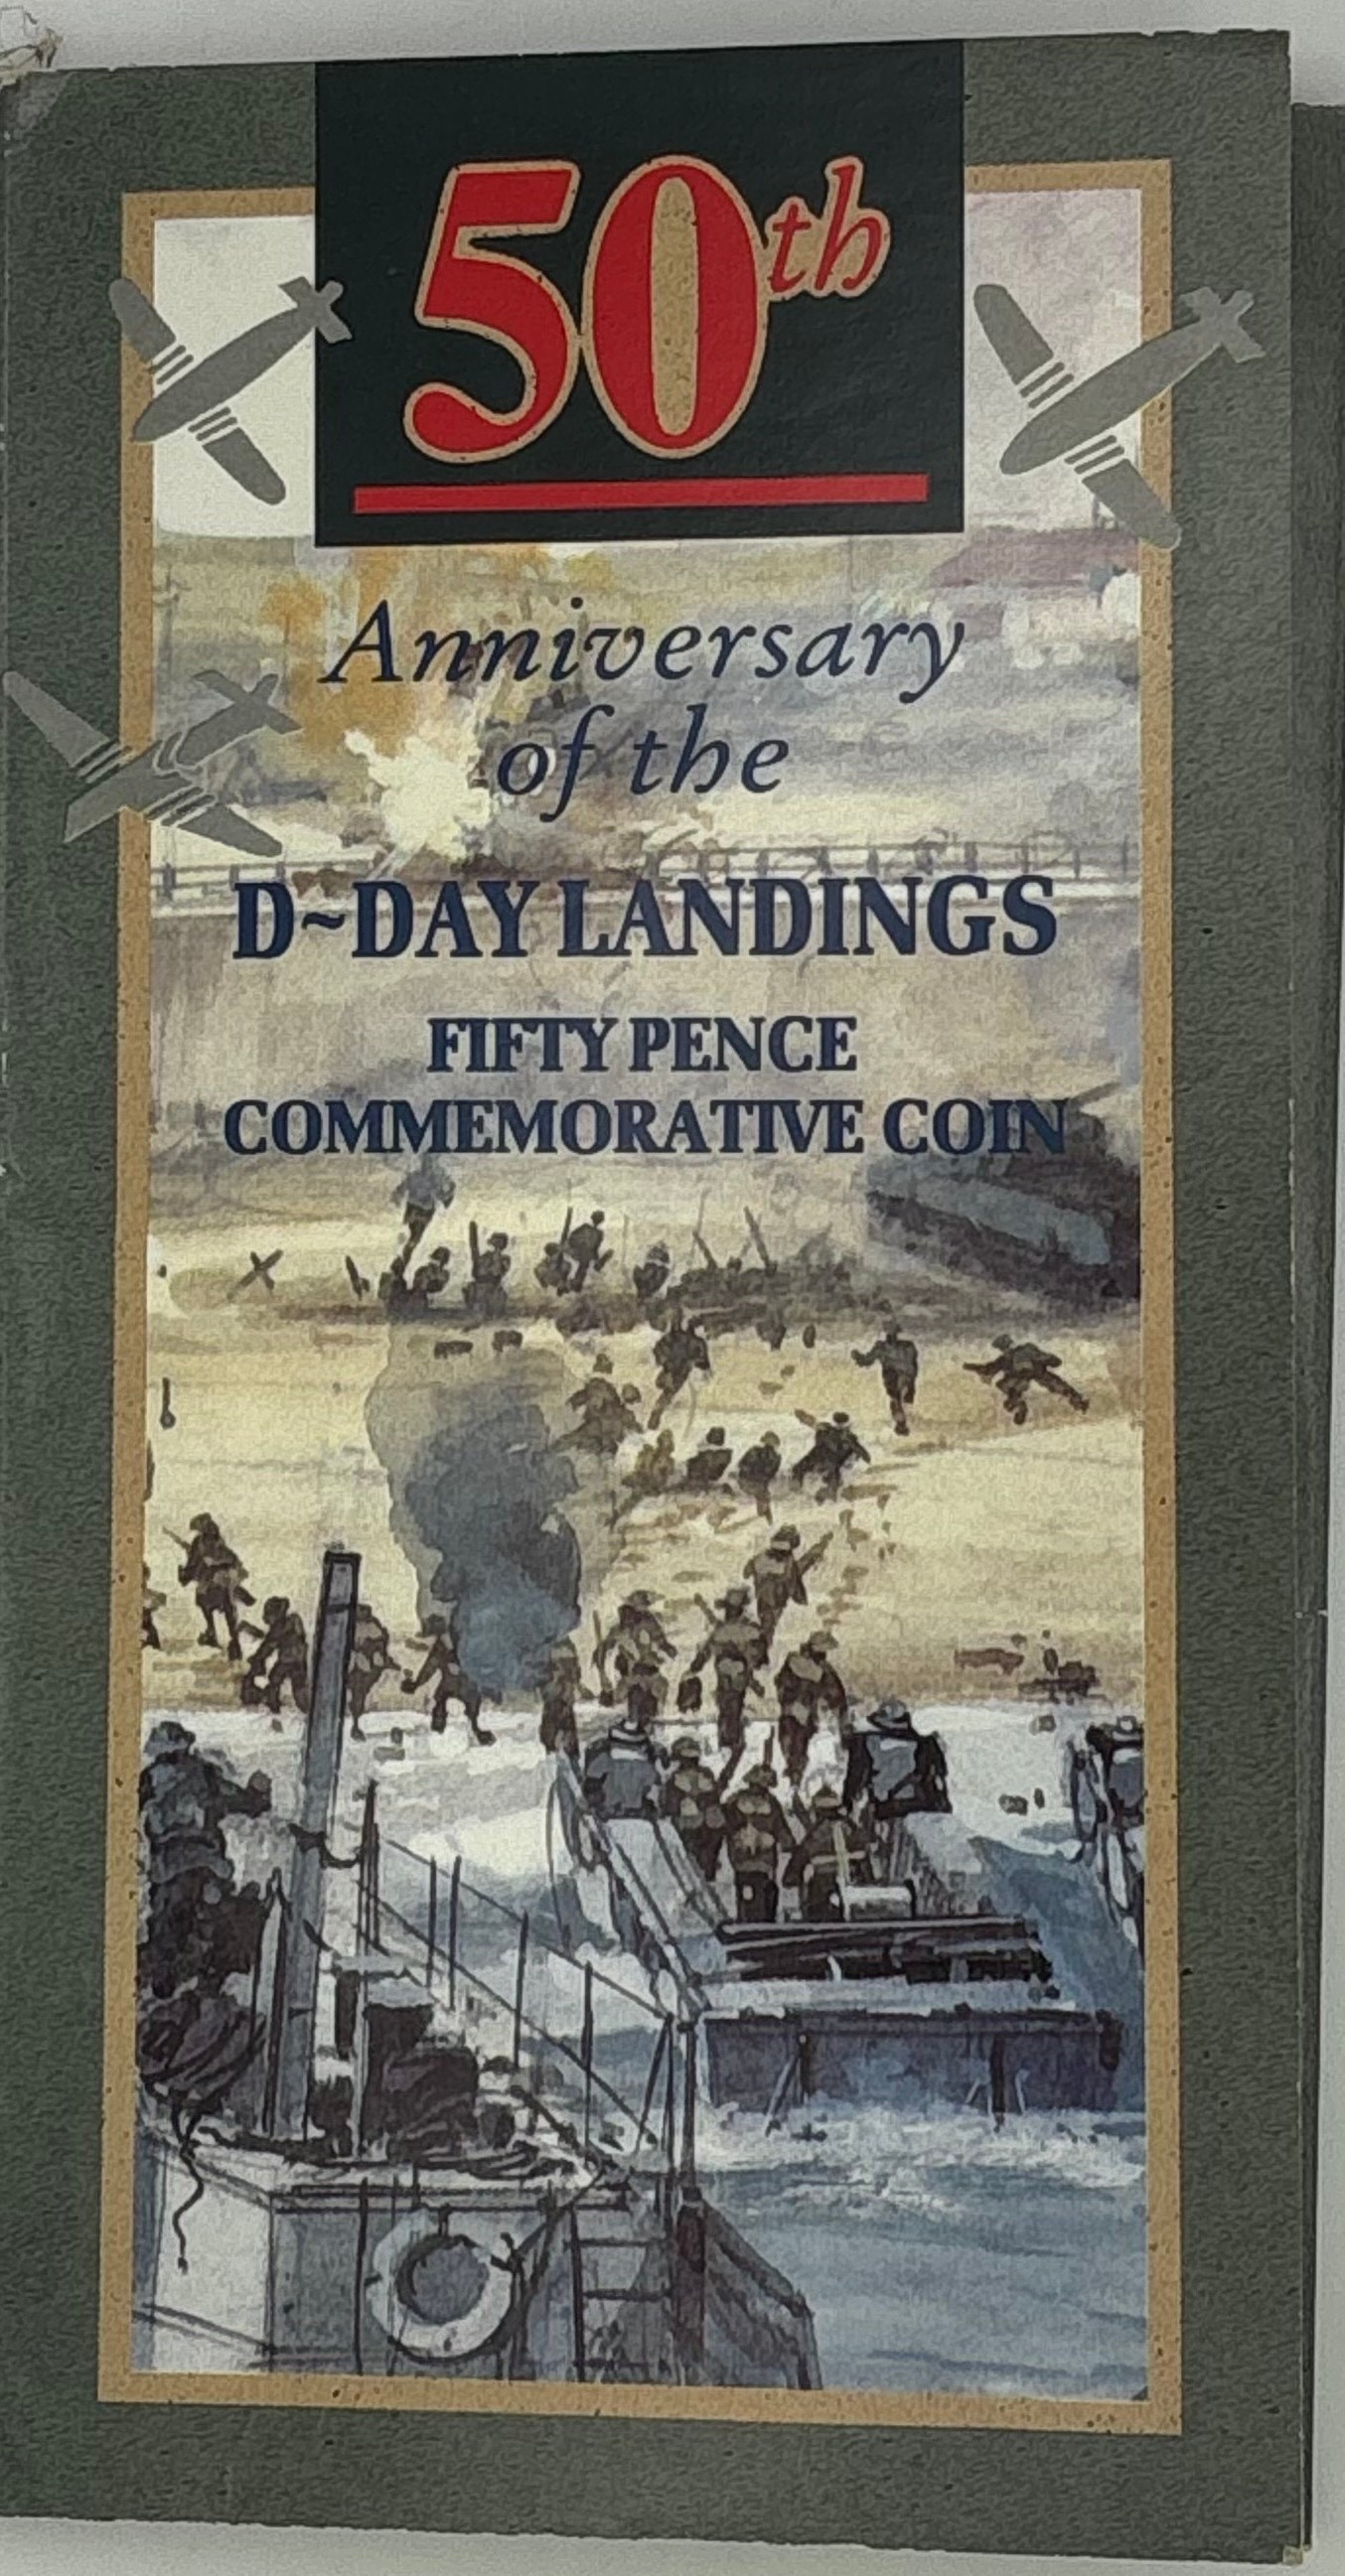 50th
Anniversary
of the
D~DAY LANDINGS
FIFTY PENCE
COMMEMORATIVE COIN